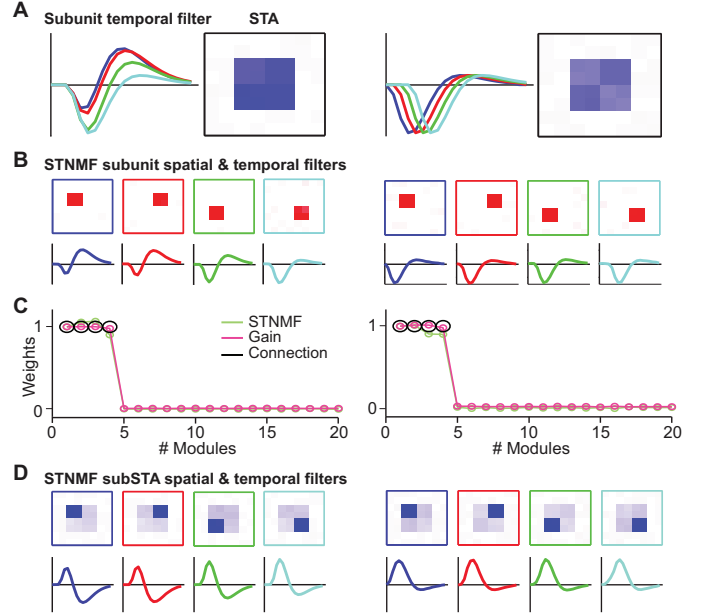 A
Subunit temporal filter
STA
B
STNMF subunit spatial & temporal filters
C
1
Weights
0
0
5
10
15
20
# Modules
STNMF
Gain
Connection
1
0
0
5
10
15
20
# Modules
D
STNMF subSTA spatial & temporal filters